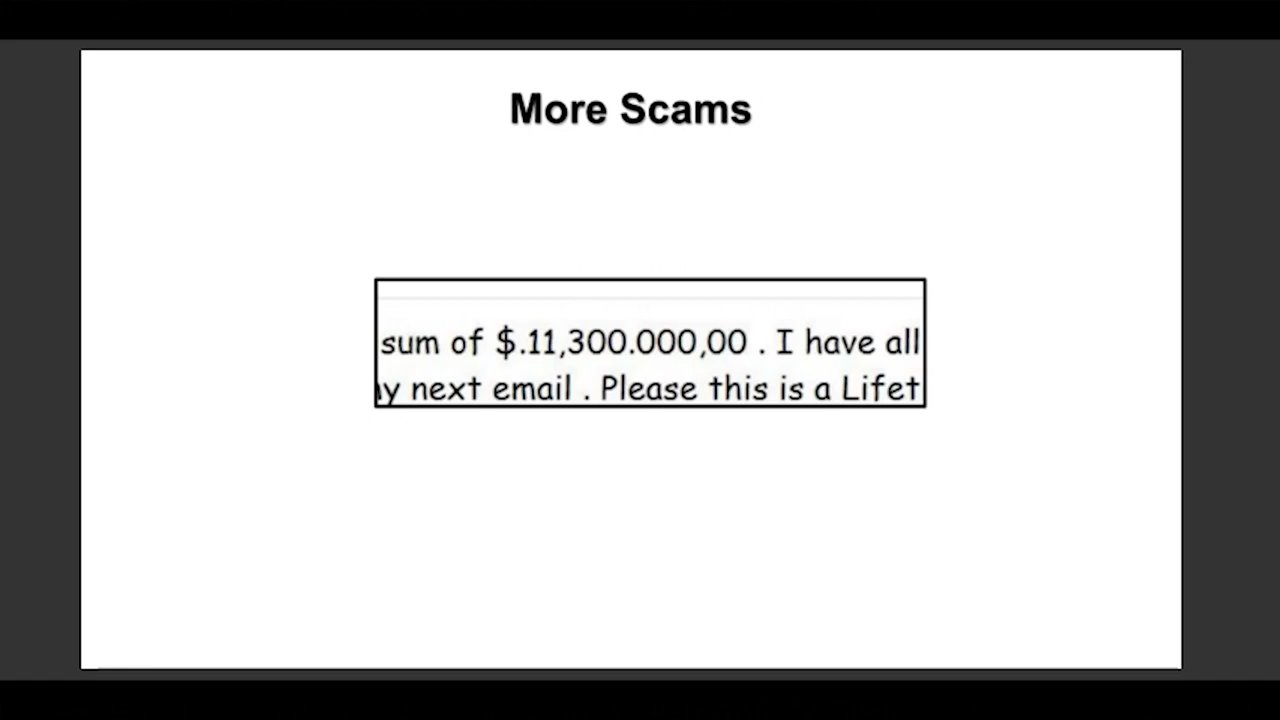 More Scams
sum of $.11,300.000,00 . I have all
next email . Please this is a Lifet